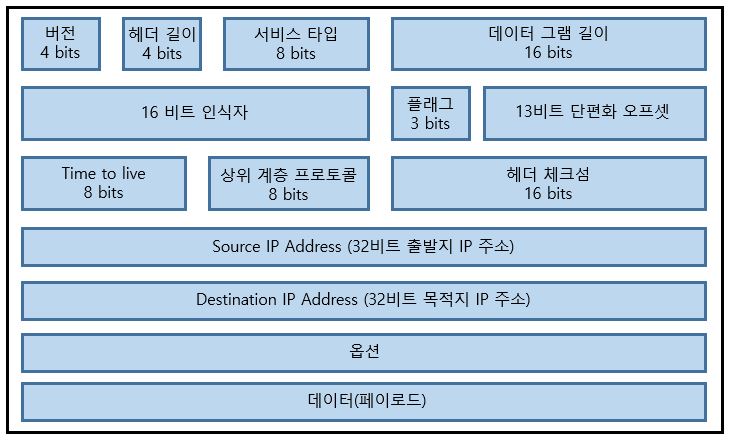 버전
4 bits
헤더 길이
4 bits
서비스 타입
8 bits
데이터 그램 길이
16 bits
16 비트 인식자
플래그
3 bits
13비트 단편화 오프셋
Time to live
8 bits
상위 계층 프로토콜
8 bits
헤더 체크섬
16 bits
Source IP Address (32비트 출발지 IP 주소)
Destination IP Address (32비트 목적지 IP 주소)
옵션
데이터(페이로드)